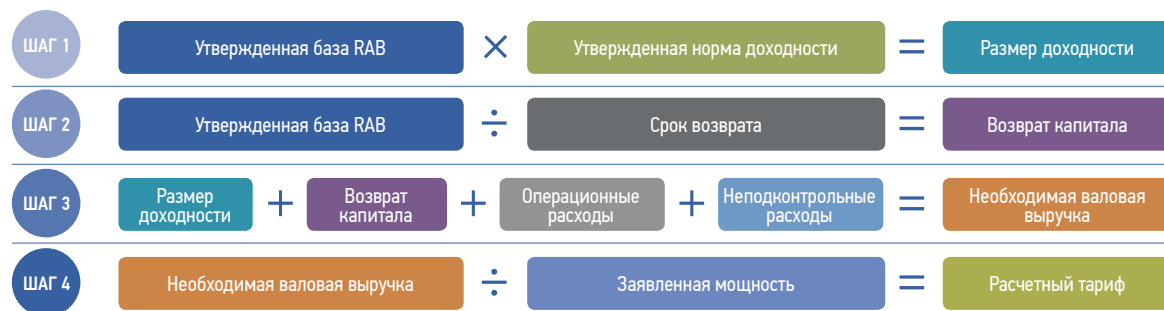 ШАГ 1
Утвержденная база RAB × Утвержденная норма доходности = Размер доходности
ШАГ 2
Утвержденная база RAB ÷ Срок возврата = Возврат капитала
ШАГ 3
Размер доходности + Возврат капитала + Операционные расходы + Неподконтрольные расходы = Необходимая валовая выручка
ШАГ 4
Необходимая валовая выручка ÷ Заявленная мощность = Расчетный тариф